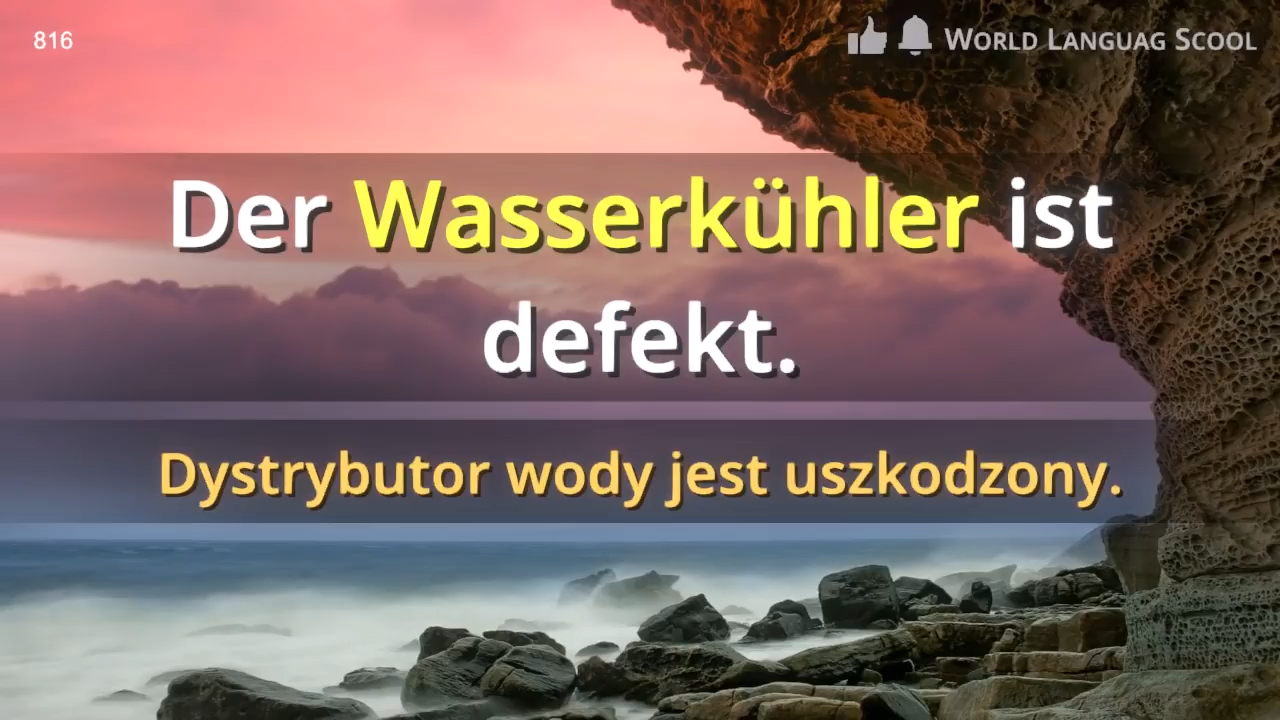 816
World Languag Scool
Der Wasserkühler ist
defekt.
Dystrybutor wody jest uszkodzony.